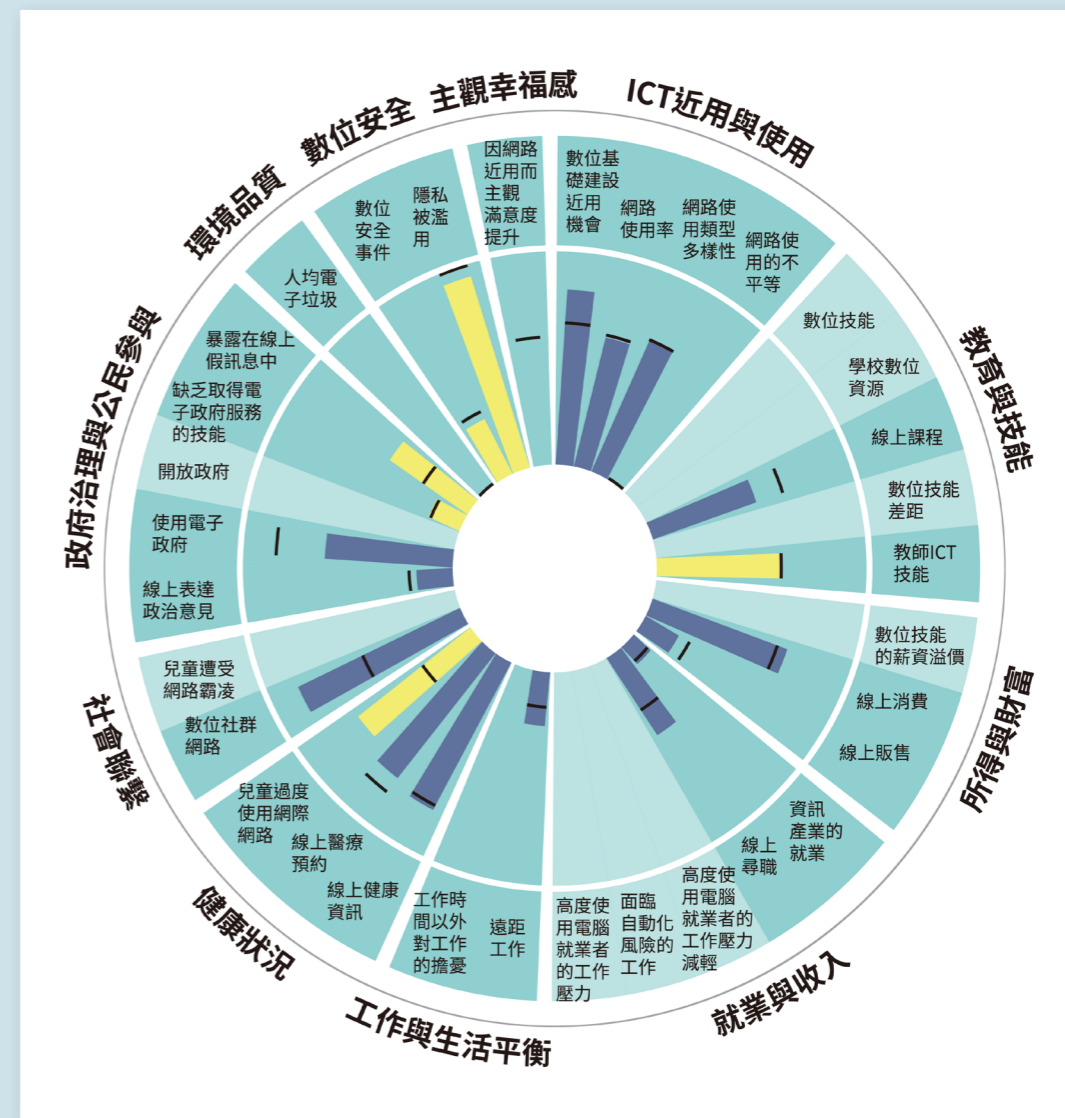 主觀幸福感
因網路
近用而
主觀
滿意度
提升
ICT近用與使用
數位基
礎建設
近用
機會
網路
使用率
網路使
用類型
多樣性
網路使
用的不
平等
教育與技能
數位技能
學校數位
資源
線上課程
數位技能
差距
教師ICT
技能
所得與財富
數位技能
的薪資溢價
線上消費
線上販售
就業與收入
資訊
產業的
就業
線上
尋職
高度使
用電腦
就業者的
工作壓力
減輕
面臨
自動化
風險的
工作
高度使
用電腦
就業者
的工作
壓力
工作與生活平衡
遠距
工作
工作時
間以外
對工作
的擔憂
健康狀況
線上健康
資訊
線上醫療
預約
兒童過度
使用網際
網路
社會聯繫
數位社群
網路
兒童遭受
網路霸凌
政府治理與公民參與
線上表達
政治意見
使用電子
政府
開放政府
缺乏取得電
子政府服務
的技能
暴露在線上
假訊息中
環境品質
人均電
子垃圾
數位安全
數位
安全
事件
隱私
被濫
用